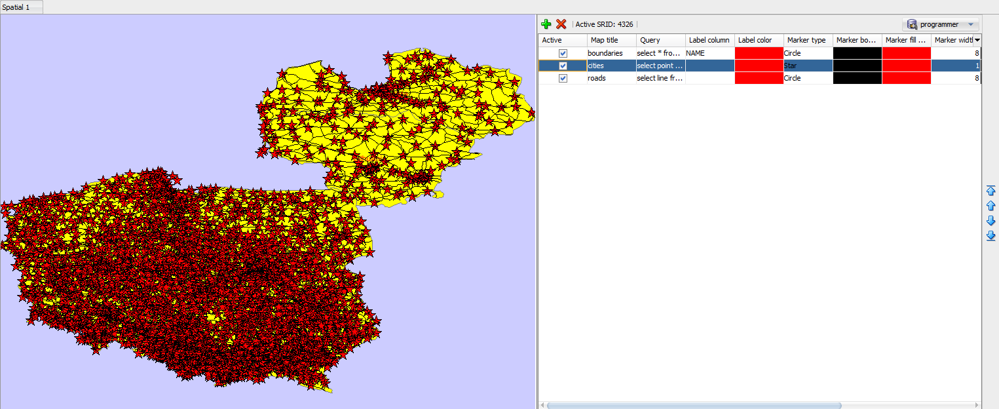 Spatial 1
Active SRID: 4326
programmer
Active Map title Query Label column Label color Marker type Marker bo... Marker fill ... Marker widt
boundaries select * fro... NAME Circle 8
cities select point ... Star 1
roads select line fr... Circle 8